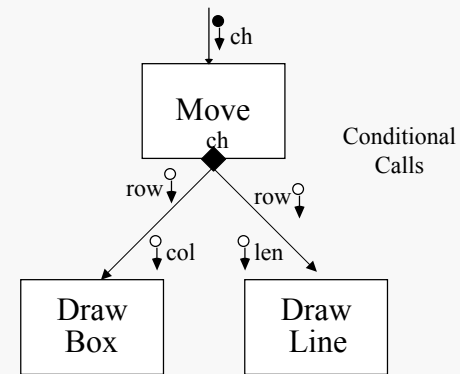 ch
Move
ch
Conditional
Calls
row
row
col
len
Draw
Box
Draw
Line